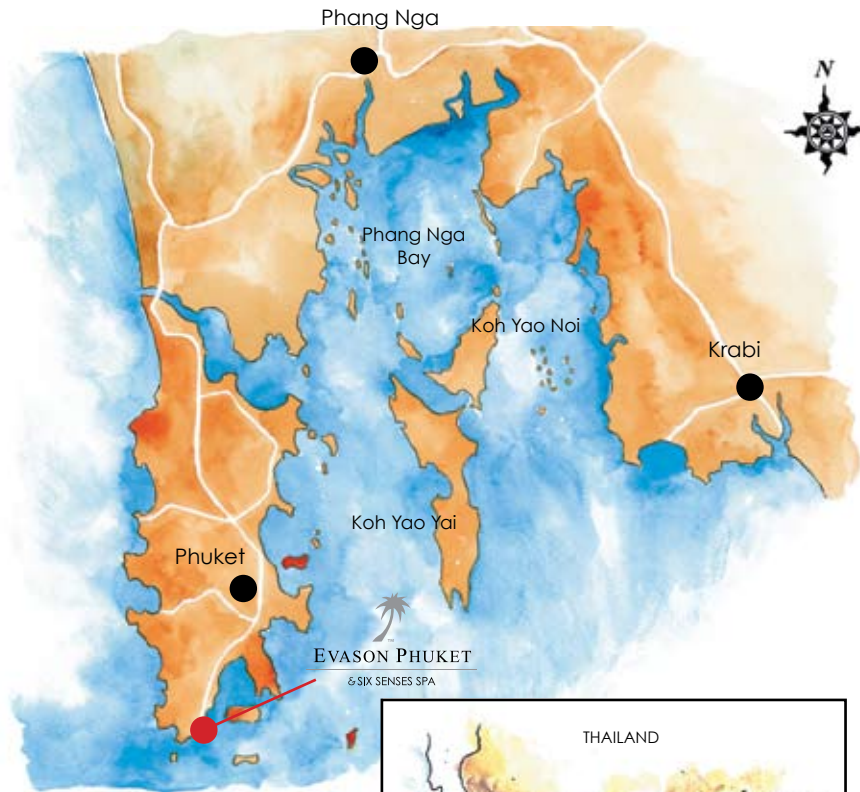 Phang Nga
N
Phang Nga
Bay
Koh Yao Noi
Krabi
Koh Yao Yai
Phuket
EVASON PHUKET
& SIX SENSES SPA
THAILAND